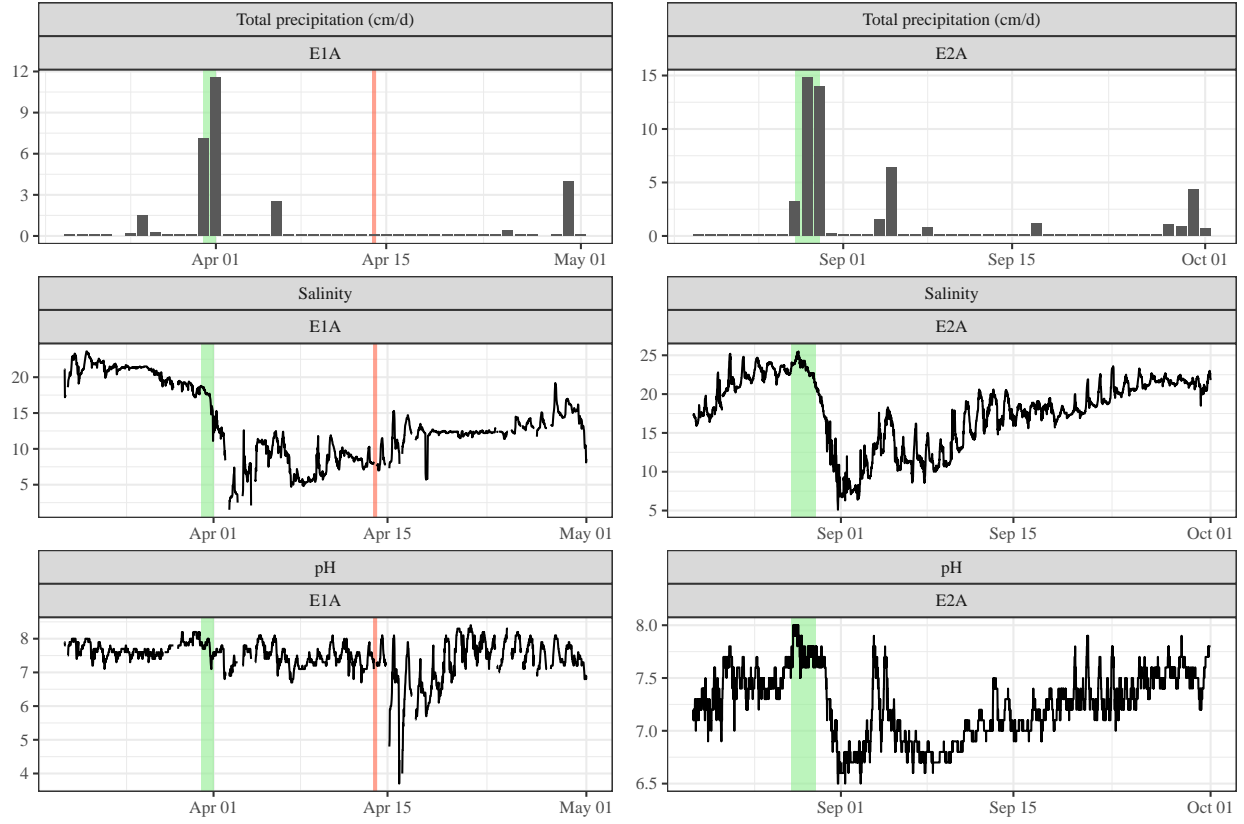 Total precipitation (cm/d)
E1A
12
9
6
3
0
Apr 01
Apr 15
May 01
Total precipitation (cm/d)
E2A
15
10
5
0
Sep 01
Sep 15
Oct 01
Salinity
E1A
20
15
10
5
Apr 01
Apr 15
May 01
Salinity
E2A
25
20
15
10
5
Sep 01
Sep 15
Oct 01
pH
E1A
8
7
6
5
4
Apr 01
Apr 15
May 01
pH
E2A
8.0
7.5
7.0
6.5
Sep 01
Sep 15
Oct 01